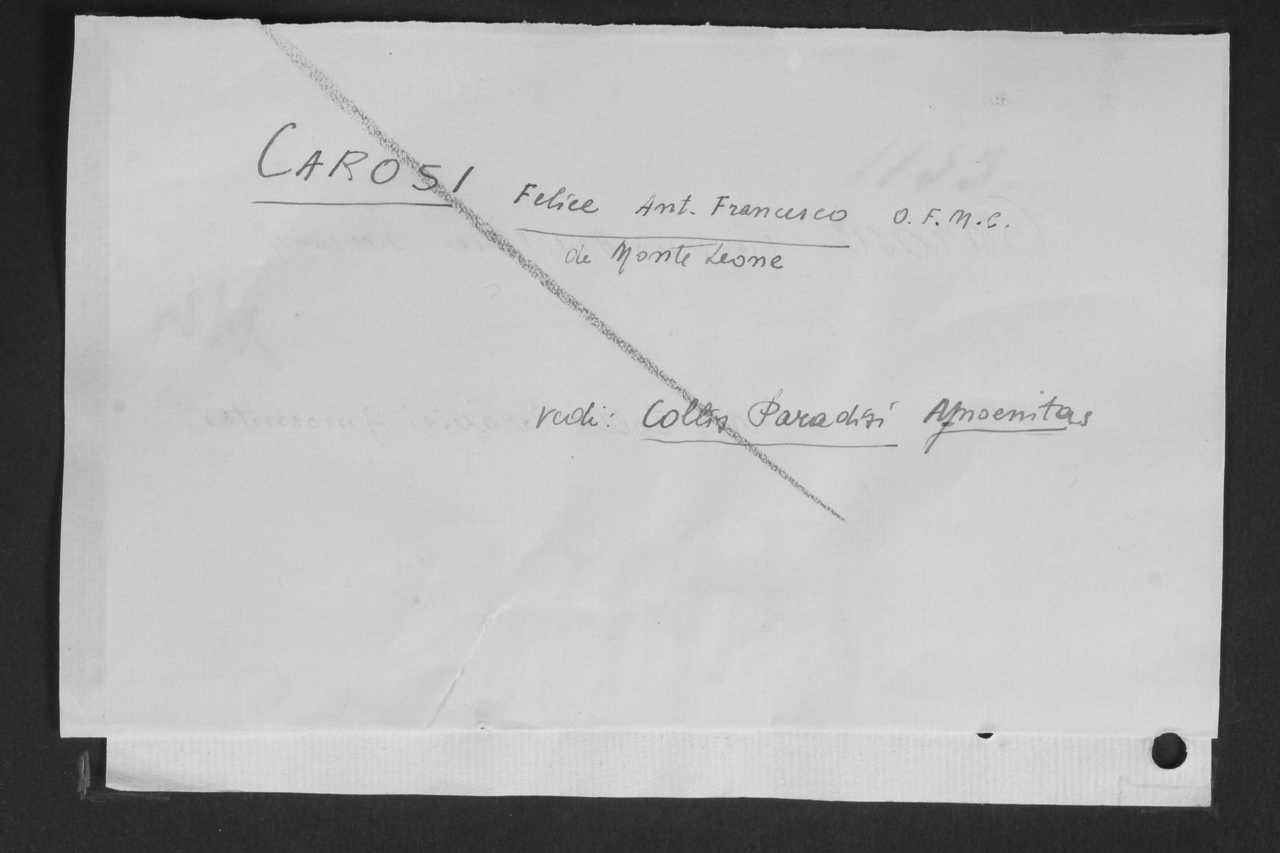 CAROSI Felice Ant. Francesco O.F.M.C.
de Monte Leone
vedi: Collis Paradisi Amoenitas